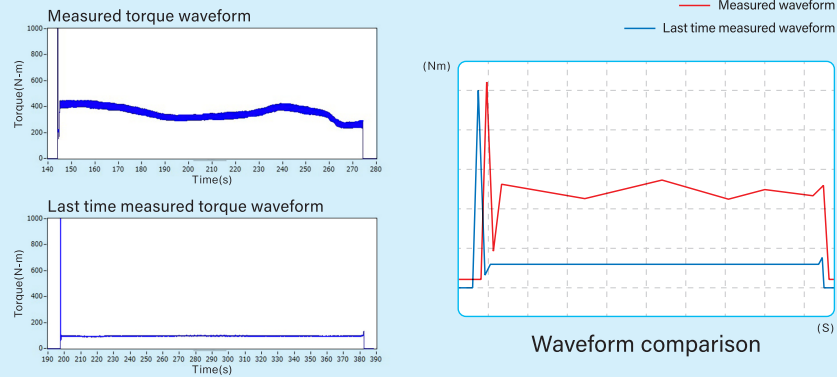 Measured torque waveform
Torque(N-m)
1000
800
600
400
200
0
140 150 160 170 180 190 200 210 220 230 240 250 260 270 280
Time(s)
Last time measured torque waveform
Torque(N-m)
1000
800
600
400
200
0
190 200 210 220 230 240 250 260 270 280 290 300 310 320 330 340 350 360 370 380 390
Time(s)
Measured waveform
Last time measured waveform
(Nm)
(S)
Waveform comparison